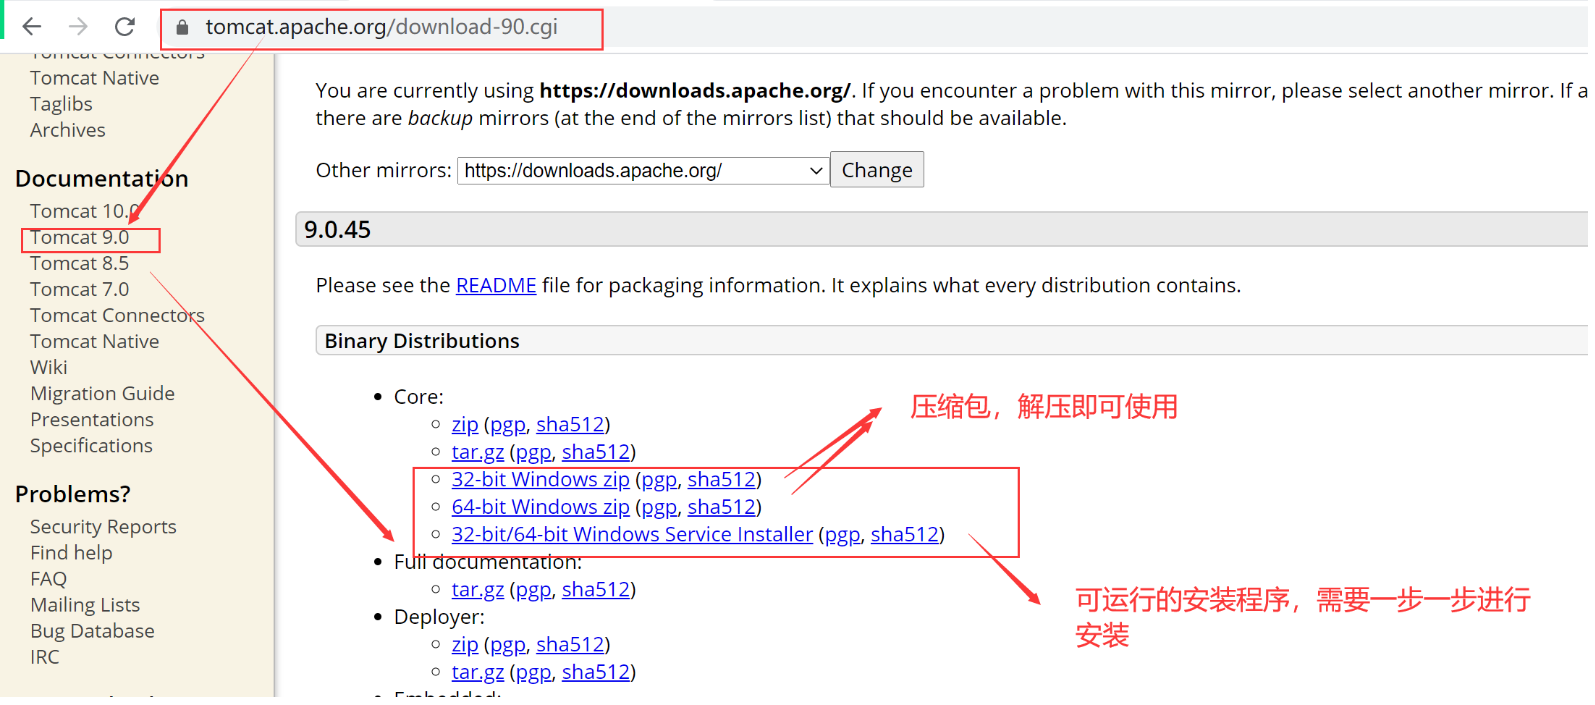 tomcat.apache.org/download-90.cgi
Tomcat Connectors
Tomcat Native
Taglibs
Archives
Documentation
Tomcat 10.0
Tomcat 9.0
Tomcat 8.5
Tomcat 7.0
Tomcat Connectors
Tomcat Native
Wiki
Migration Guide
Presentations
Specifications
Problems?
Security Reports
Find help
FAQ
Mailing Lists
Bug Database
IRC
You are currently using https://downloads.apache.org/. If you encounter a problem with this mirror, please select another mirror. If a
there are backup mirrors (at the end of the mirrors list) that should be available.
Other mirrors: https://downloads.apache.org/ Change
9.0.45
Please see the README file for packaging information. It explains what every distribution contains.
Binary Distributions
Core:
zip (pgp, sha512)
tar.gz (pgp, sha512)
32-bit Windows zip (pgp, sha512)
64-bit Windows zip (pgp, sha512)
32-bit/64-bit Windows Service Installer (pgp, sha512)
Full documentation:
tar.gz (pgp, sha512)
Deployer:
zip (pgp, sha512)
tar.gz (pgp, sha512)
Embedded:
压缩包，解压即可使用
可运行的安装程序，需要一步一步进行
安装